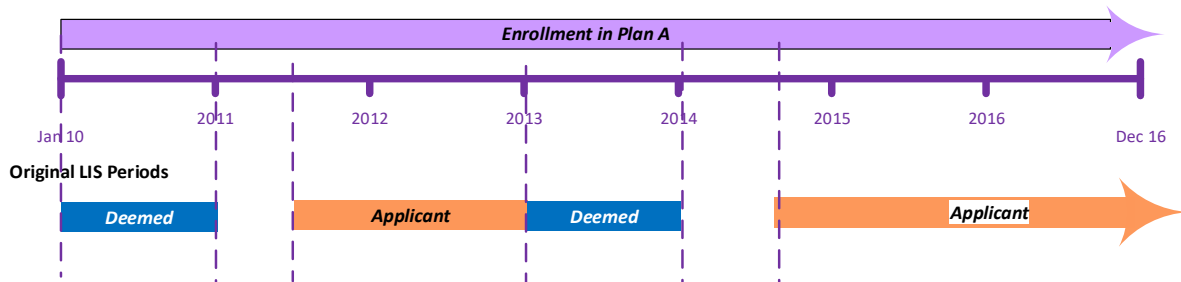 Enrollment in Plan A
2011 2012 2013 2014 2015 2016
Jan 10 Dec 16
Original LIS Periods
Deemed Applicant Deemed Applicant